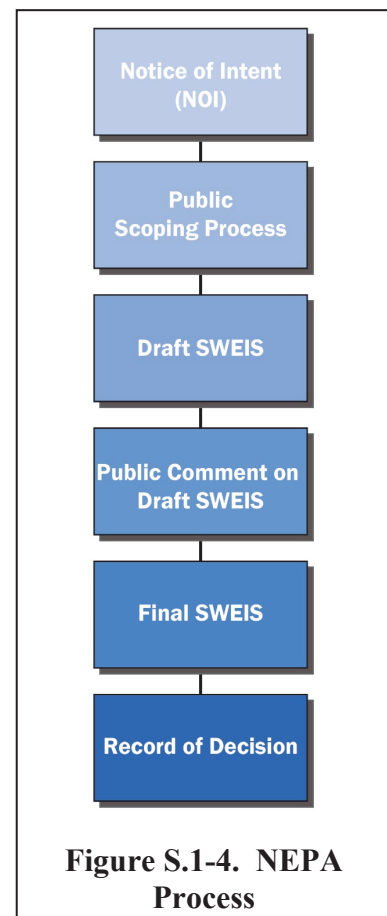 Notice of Intent
(NOI)
Public
Scoping Process
Draft SWEIS
Public Comment on
Draft SWEIS
Final SWEIS
Record of Decision
Figure S.1-4. NEPA
Process